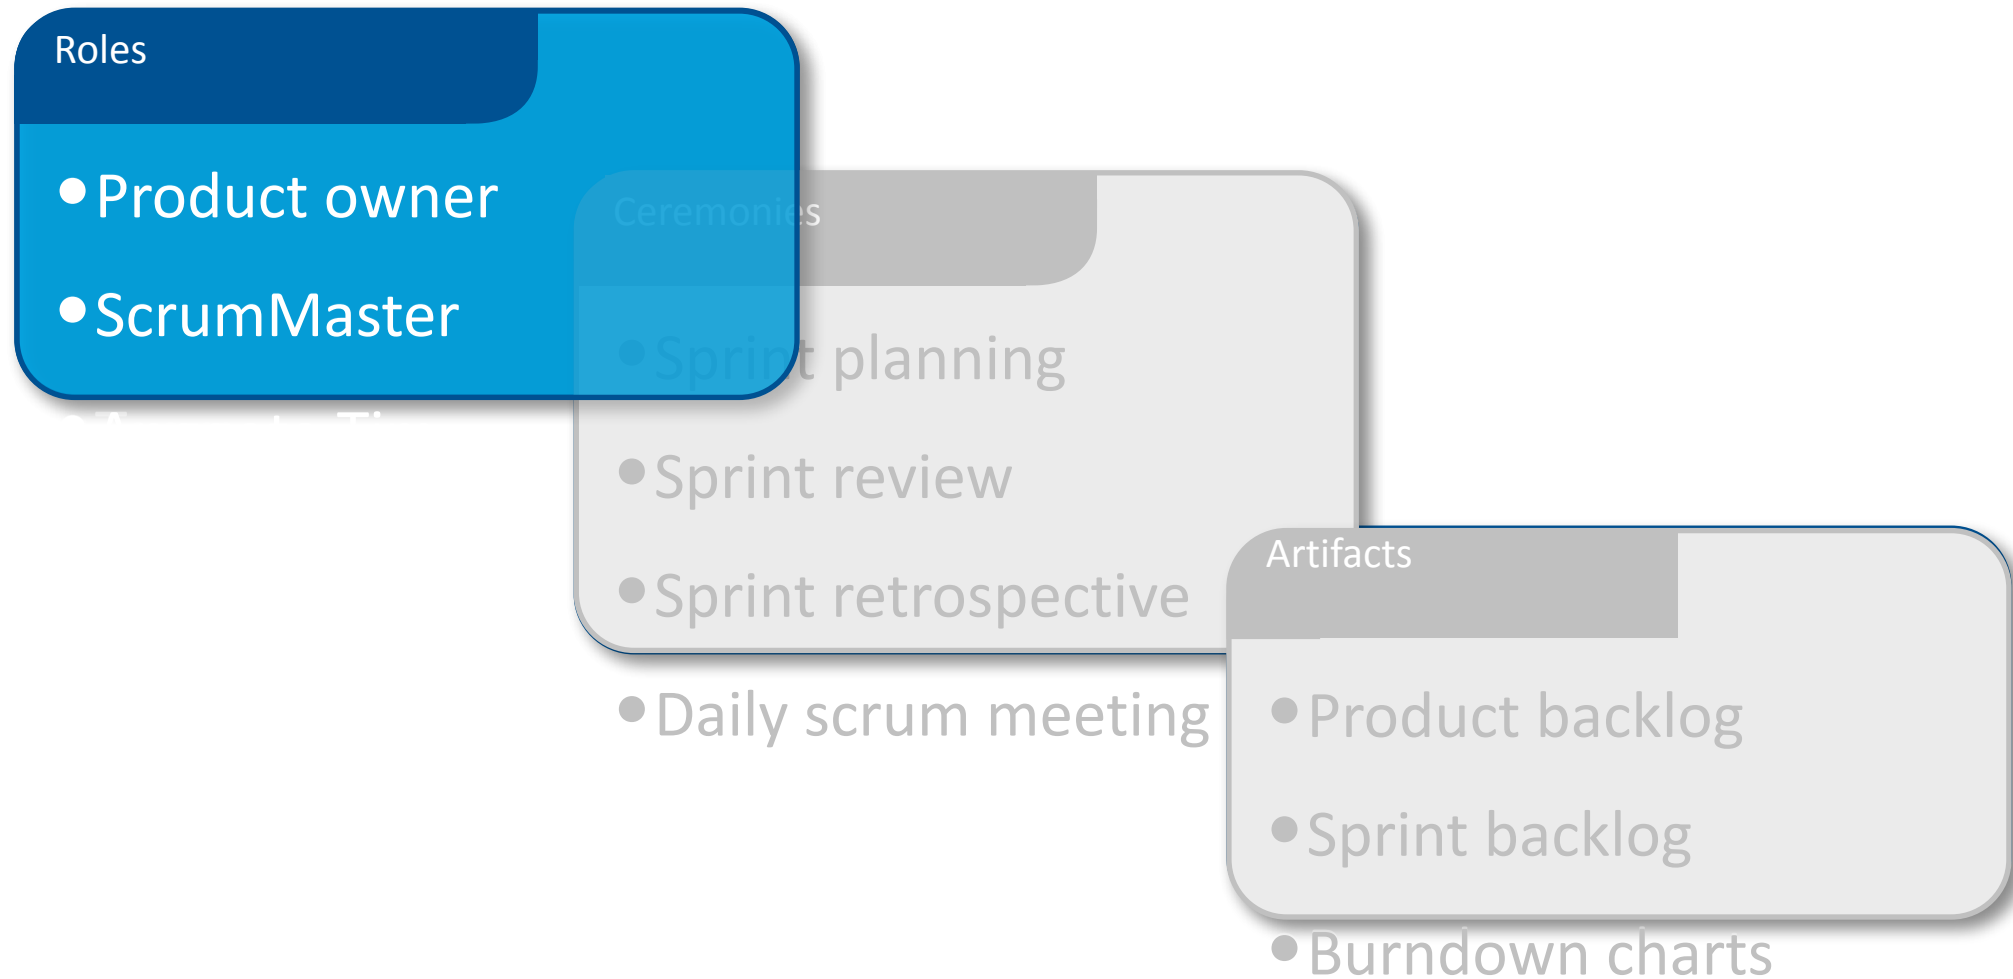 Roles
• Product owner
• ScrumMaster
Ceremonies
• Sprint planning
• Sprint review
• Sprint retrospective
• Daily scrum meeting
Artifacts
• Product backlog
• Sprint backlog
• Burndown charts